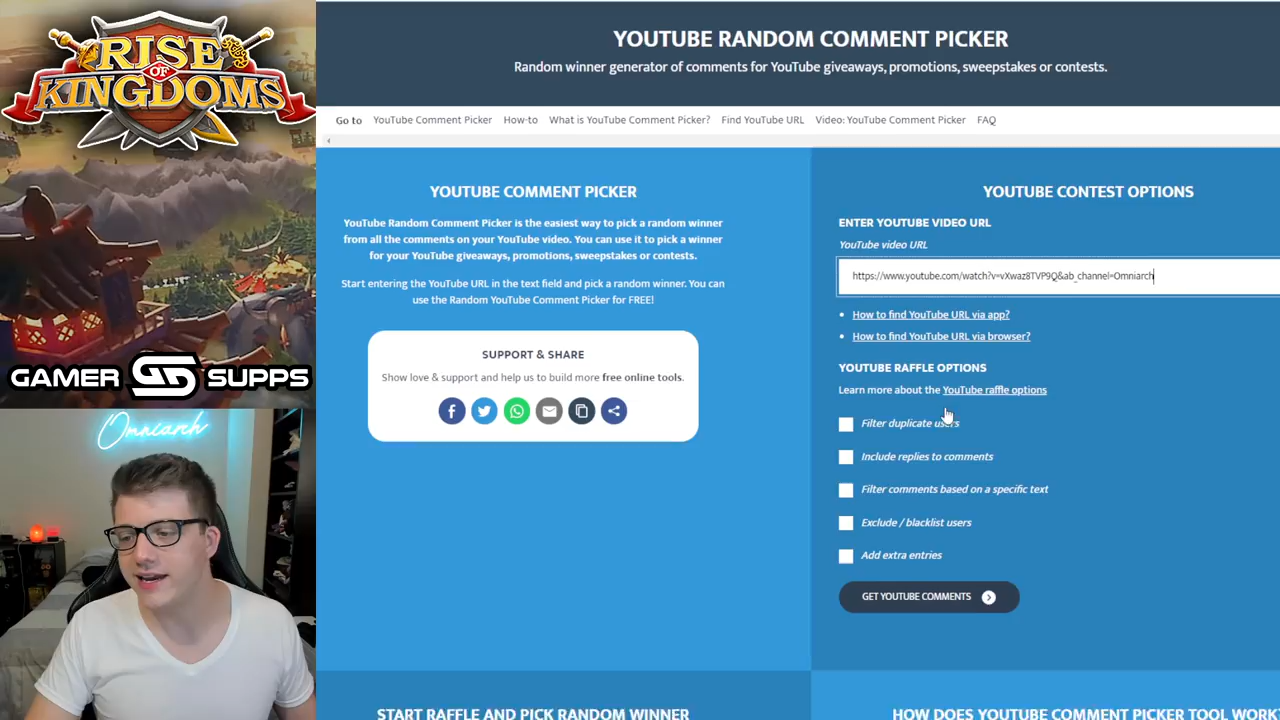 RISE
OF
KINGDOMS
GAMER SUPPS
Omniarch
YOUTUBE RANDOM COMMENT PICKER
Random winner generator of comments for YouTube giveaways, promotions, sweepstakes or contests.
Go to YouTube Comment Picker How-to What is YouTube Comment Picker? Find YouTube URL Video: YouTube Comment Picker FAQ
YOUTUBE COMMENT PICKER
YouTube Random Comment Picker is the easiest way to pick a random winner
from all the comments on your YouTube video. You can use it to pick a winner
for your YouTube giveaways, promotions, sweepstakes or contests.
Start entering the YouTube URL in the text field and pick a random winner. You can
use the Random YouTube Comment Picker for FREE!
SUPPORT & SHARE
Show love & support and help us to build more free online tools.
YOUTUBE CONTEST OPTIONS
ENTER YOUTUBE VIDEO URL
YouTube video URL
https://www.youtube.com/watch?v=vXwaz8TVP9Q&ab_channel=Omniarch
How to find YouTube URL via app?
How to find YouTube URL via browser?
YOUTUBE RAFFLE OPTIONS
Learn more about the YouTube raffle options
Filter duplicate users
Include replies to comments
Filter comments based on a specific text
Exclude / blacklist users
Add extra entries
GET YOUTUBE COMMENTS
START RAFFLE AND PICK RANDOM WINNER
HOW DOES YOUTUBE COMMENT PICKER TOOL WORK?